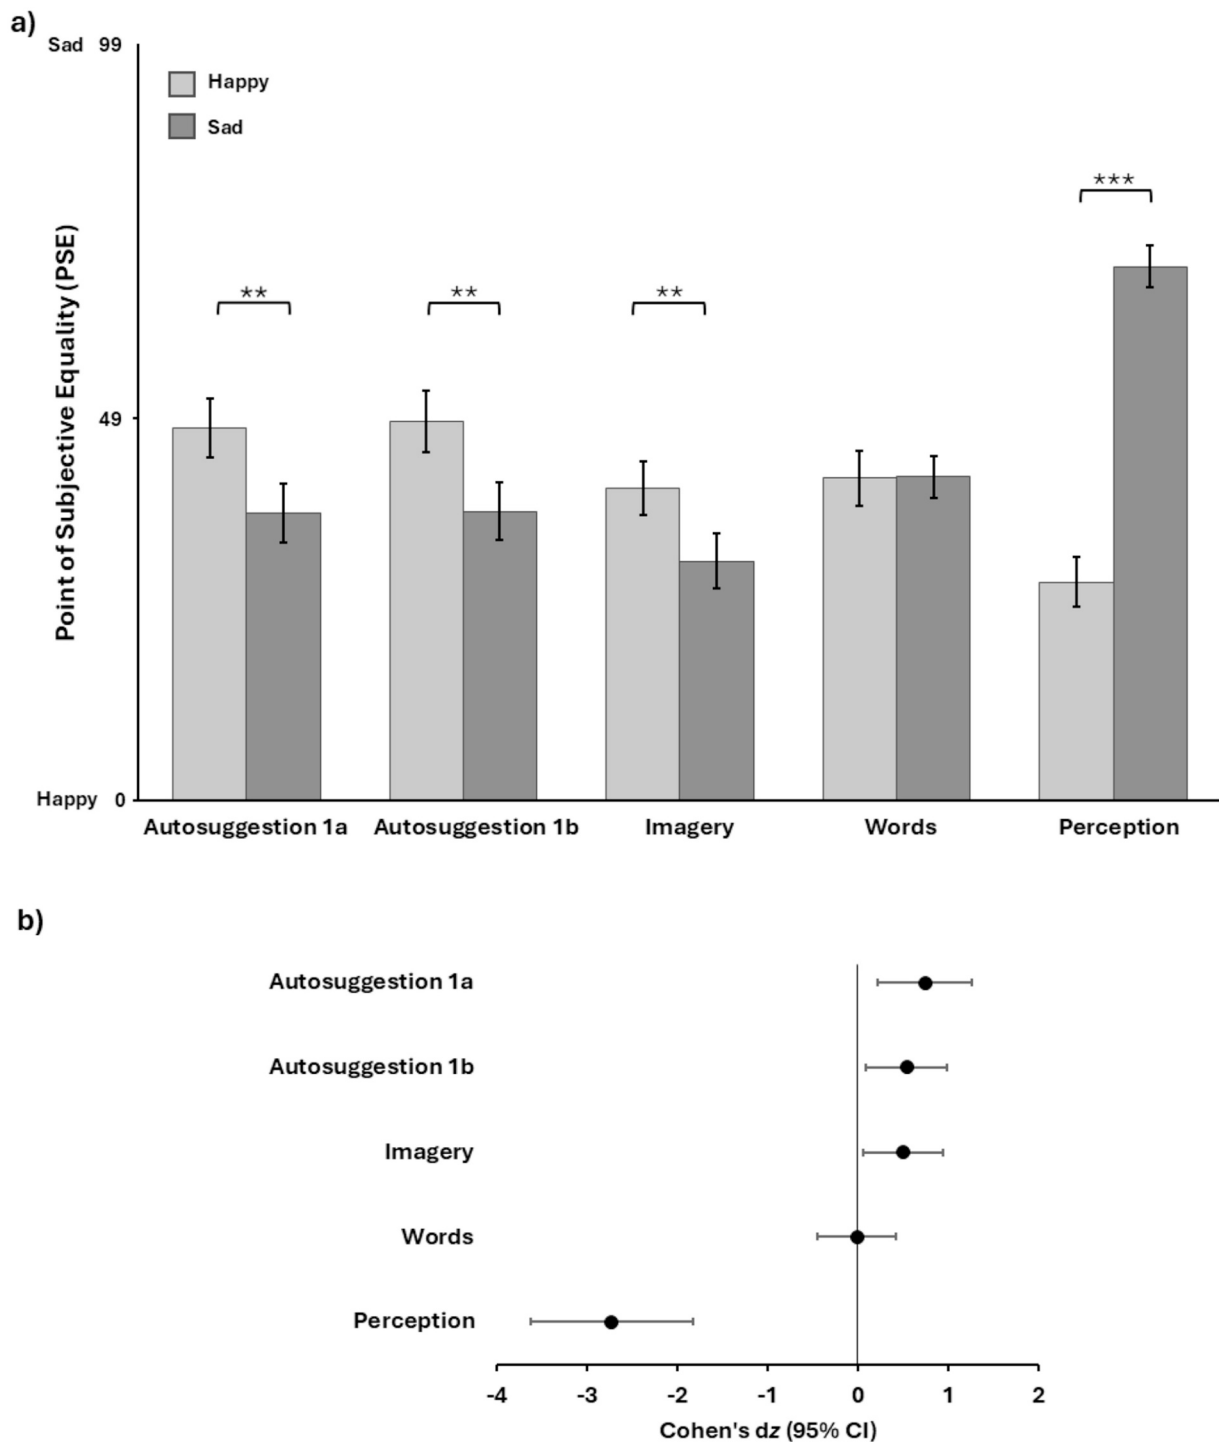 a)
Sad 99
Happy
Sad
***
** ** **
Point of Subjective Equality (PSE)
49
Happy 0
Autosuggestion 1a Autosuggestion 1b Imagery Words Perception
b)
Autosuggestion 1a
Autosuggestion 1b
Imagery
Words
Perception
-4 -3 -2 -1 0 1 2
Cohen's dz (95% CI)